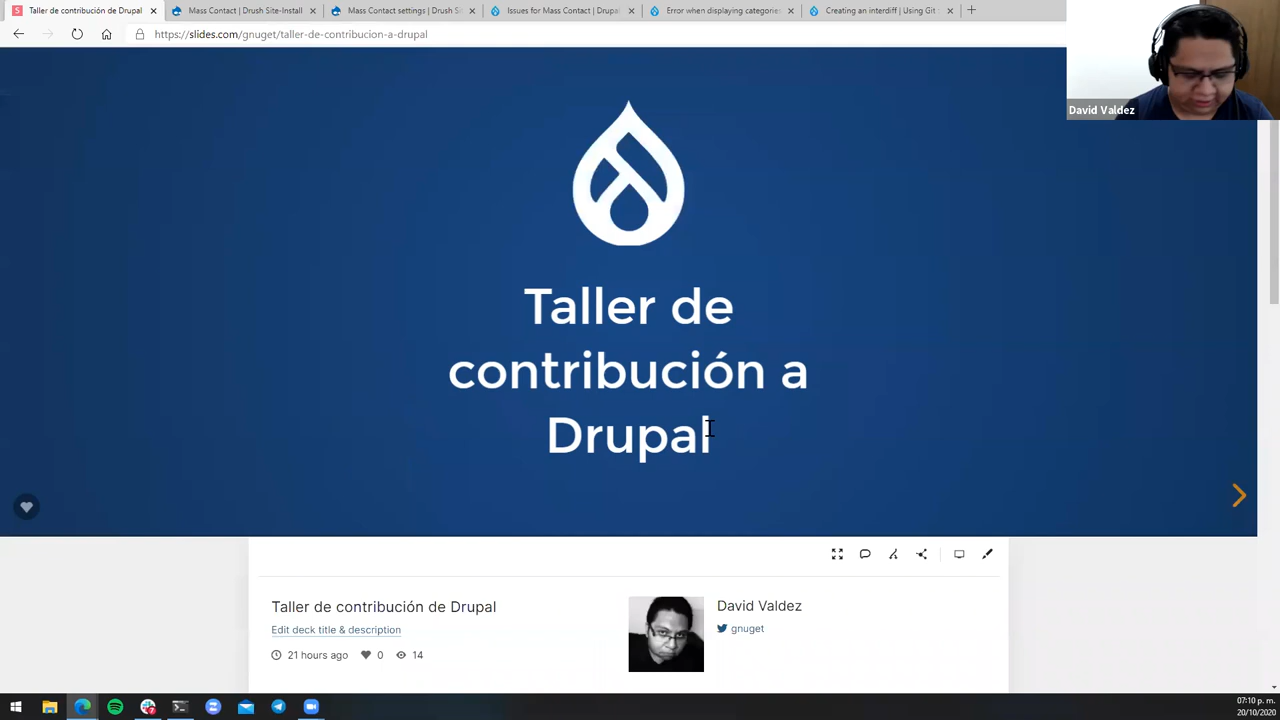 Taller de contribución de Drupal
Mass Contact | Drush Site-Install
Mass Contact settings | Drush S
Issues for Mass Contact | Drupal
Error when displaying categories
Creating an interdiff | Using Git
https://slides.com/gnuget/taller-de-contribucion-a-drupal
David Valdez
Taller de
contribución a
Drupal
Taller de contribución de Drupal
Edit deck title & description
21 hours ago 0 14
David Valdez
gnuget
07:10 p. m.
20/10/2020